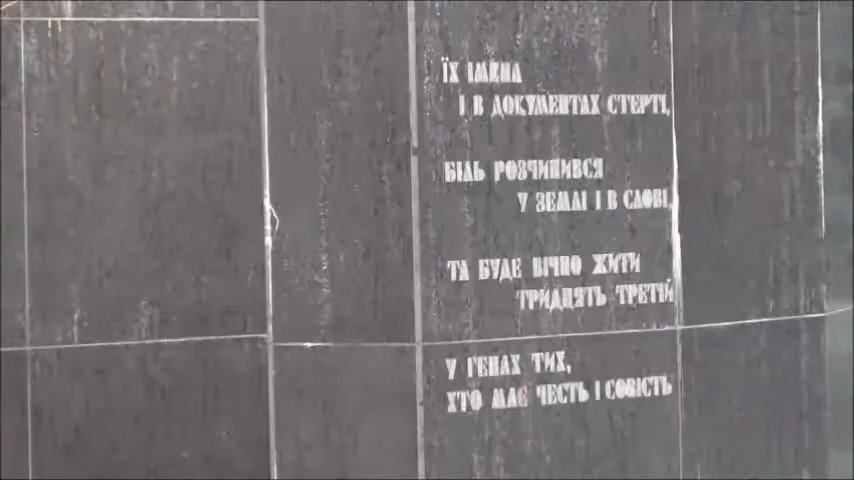 ЇХ ІМЕНА
І В ДОКУМЕНТАХ СТЕРТІ,
БІЛЬ РОЗЧИНИВСЯ
У ЗЕМЛІ І В СЛОВІ,
ТА БУДЕ ВІЧНО ЖИТИ
ТРИДЦЯТЬ ТРЕТІЙ
У ГЕНАХ ТИХ,
ХТО МАЄ ЧЕСТЬ І СОВІСТЬ